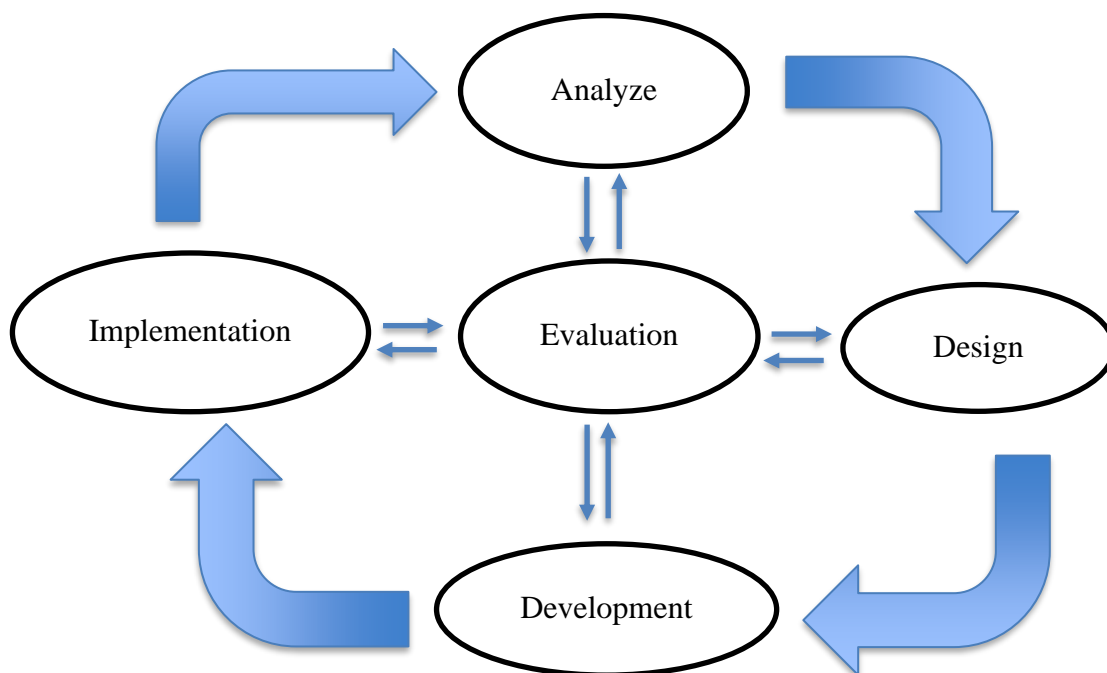 Analyze
Implementation
Evaluation
Design
Development